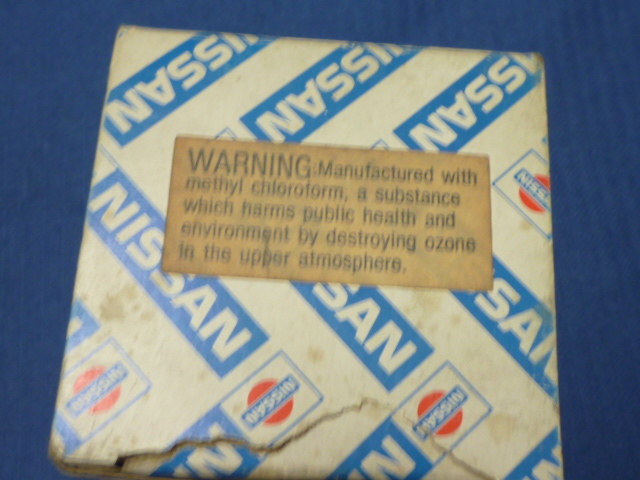 NISSAN
NISSAN
NISSAN
WARNING:Manufactured with
methyl chloroform, a substance
which harms public health and
environment by destroying ozone
in the upper atmosphere.
NISSAN
NISSAN
NISSAN
NISSAN
NISSAN
NISSAN